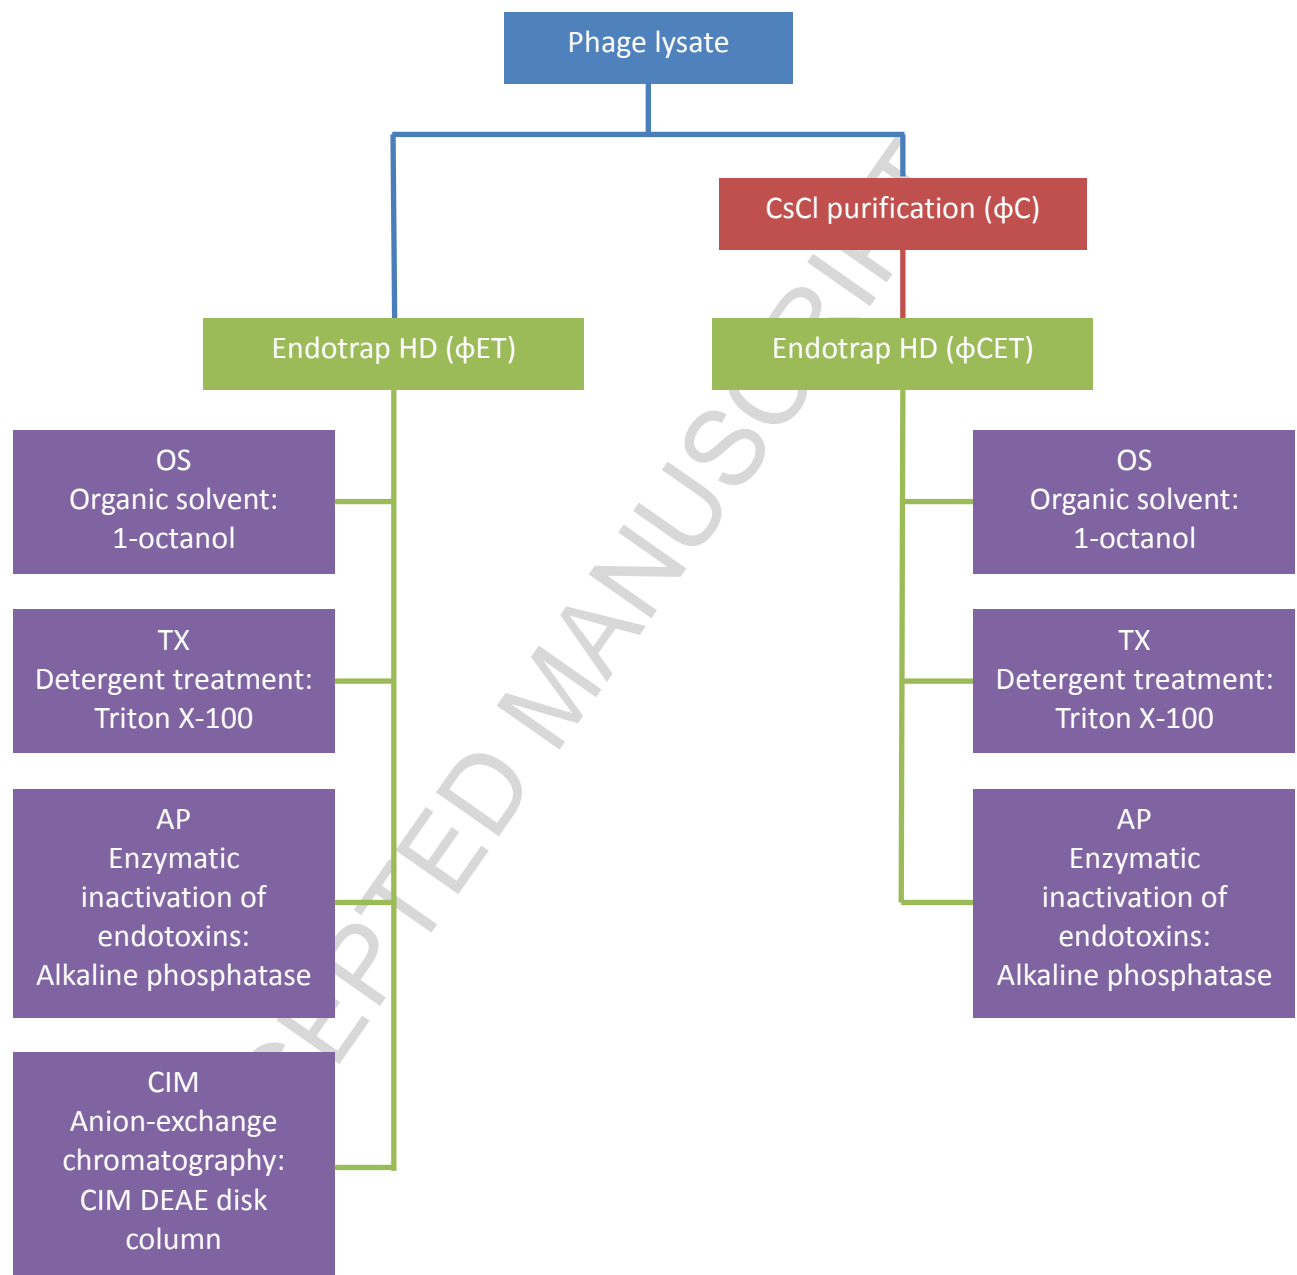 Phage lysate
CsCl purification (ϕC)
Endotrap HD (ϕET)
Endotrap HD (ϕCET)
OS
Organic solvent:
1-octanol
OS
Organic solvent:
1-octanol
TX
Detergent treatment:
Triton X-100
TX
Detergent treatment:
Triton X-100
AP
Enzymatic
inactivation of
endotoxins:
Alkaline phosphatase
AP
Enzymatic
inactivation of
endotoxins:
Alkaline phosphatase
CIM
Anion-exchange
chromatography:
CIM DEAE disk
column
CEPTED MANUSCRIPT